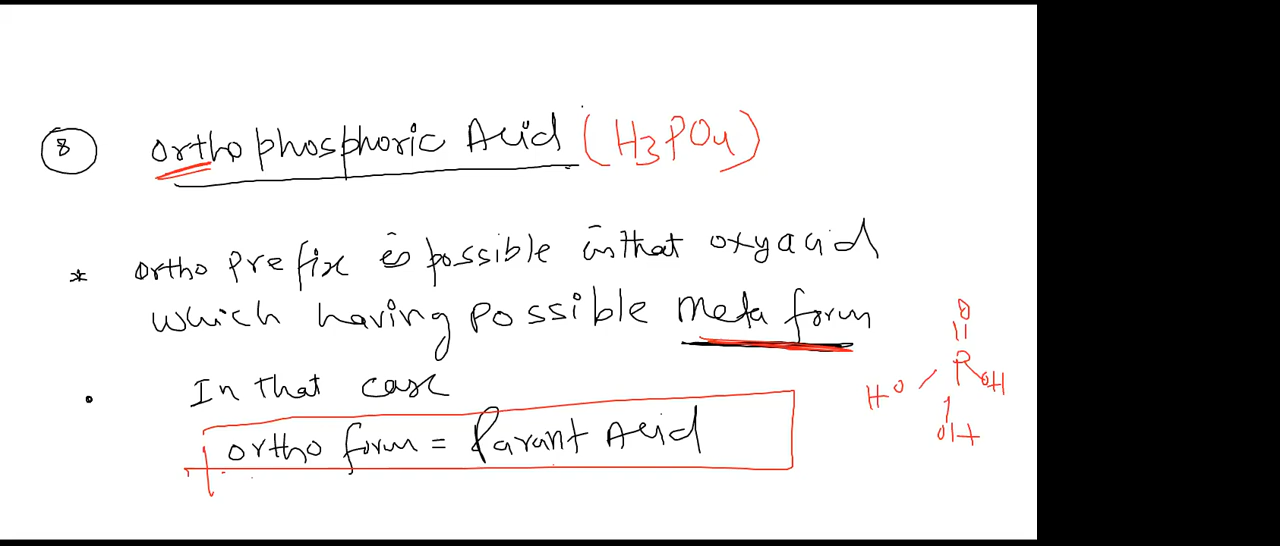 8 Orthophosphoric Acid (H3PO4)
* Ortho prefix is possible in that oxyacid
which having possible Meta form
• In that case
ortho form = Parant Acid
O
HO P OH
OH